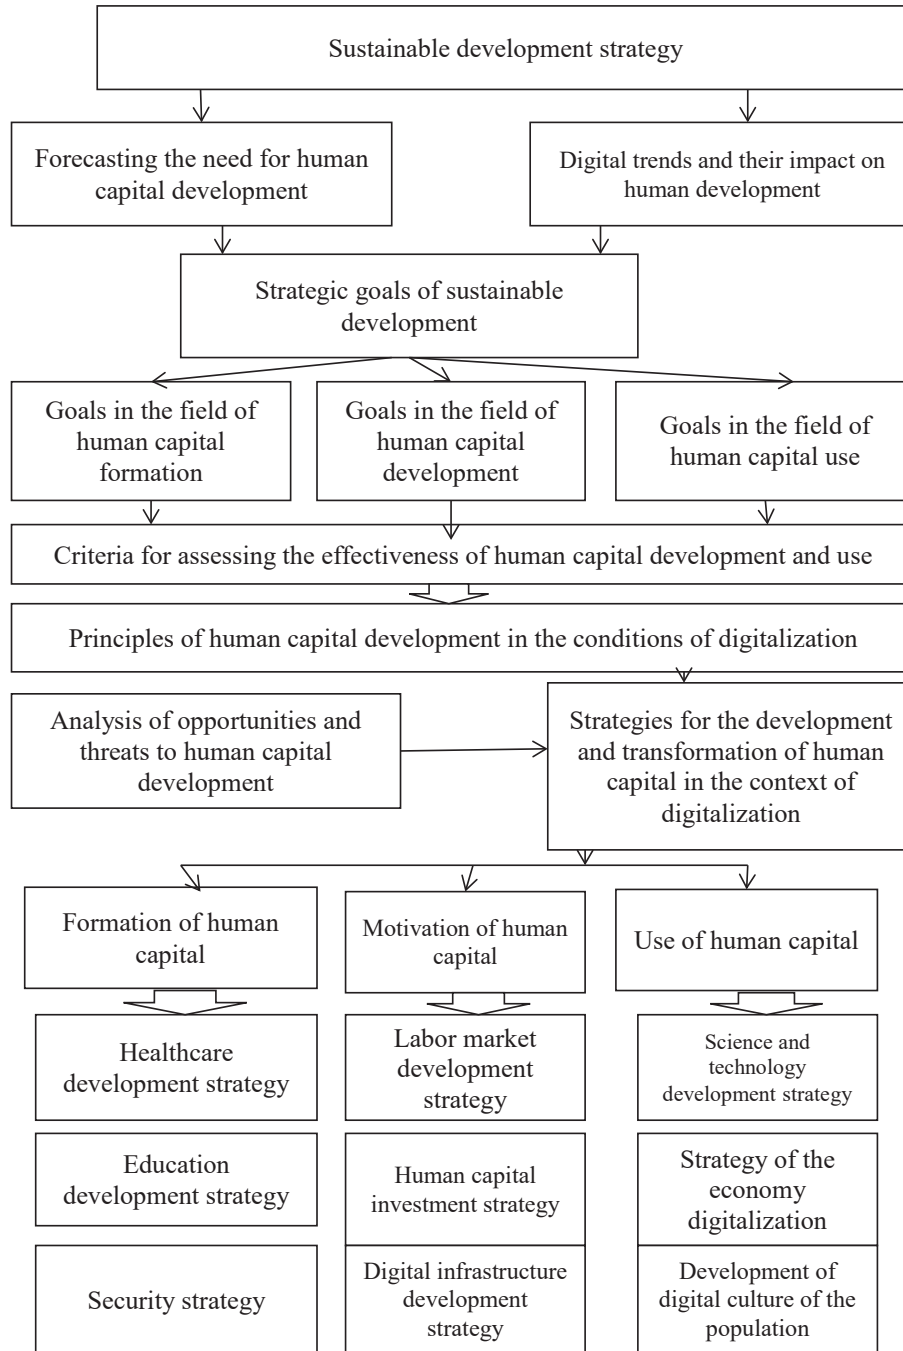 Sustainable development strategy
Forecasting the need for human
capital development
Digital trends and their impact on
human development
Strategic goals of sustainable
development
Goals in the field of
human capital
formation
Goals in the field of
human capital
development
Goals in the field of
human capital use
Criteria for assessing the effectiveness of human capital development and use
Principles of human capital development in the conditions of digitalization
Analysis of opportunities and
threats to human capital
development
Strategies for the development
and transformation of human
capital in the context of
digitalization
Formation of human
capital
Motivation of human
capital
Use of human capital
Healthcare
development strategy
Labor market
development
strategy
Science and
technology
development strategy
Education
development strategy
Human capital
investment strategy
Strategy of the
economy
digitalization
Security strategy
Digital infrastructure
development
strategy
Development of
digital culture of the
population